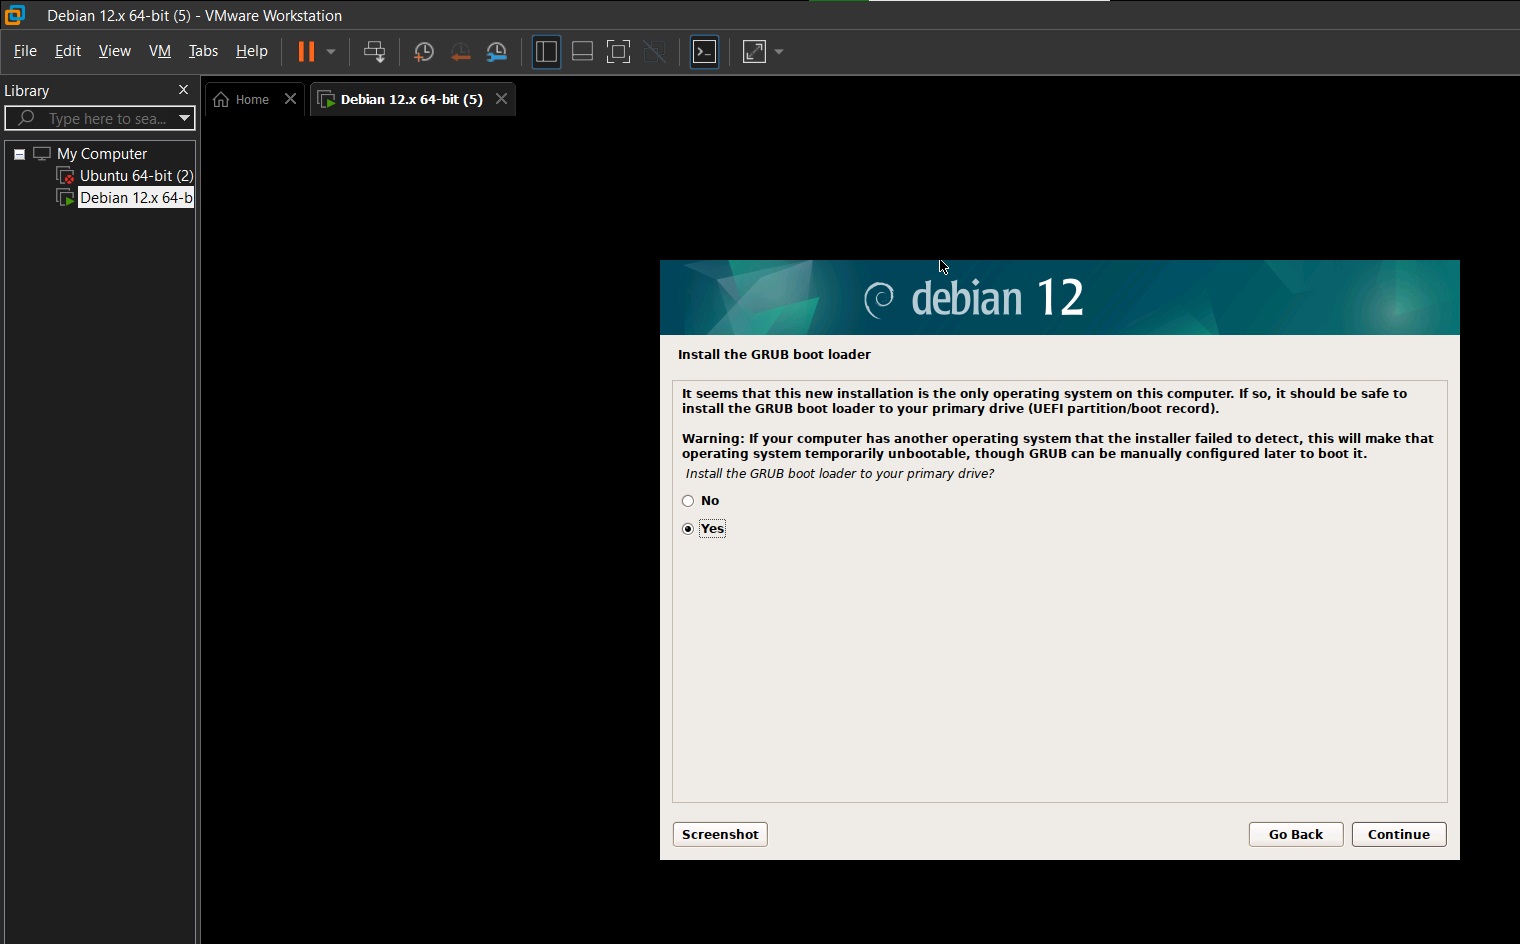 Debian 12.x 64-bit (5) - VMware Workstation
File Edit View VM Tabs Help
Library
Type here to sea...
Home
Debian 12.x 64-bit (5)
My Computer
Ubuntu 64-bit (2)
Debian 12.x 64-b
debian 12
Install the GRUB boot loader
It seems that this new installation is the only operating system on this computer. If so, it should be safe to
install the GRUB boot loader to your primary drive (UEFI partition/boot record).
Warning: If your computer has another operating system that the installer failed to detect, this will make that
operating system temporarily unbootable, though GRUB can be manually configured later to boot it.
Install the GRUB boot loader to your primary drive?
No
Yes
Screenshot
Go Back
Continue